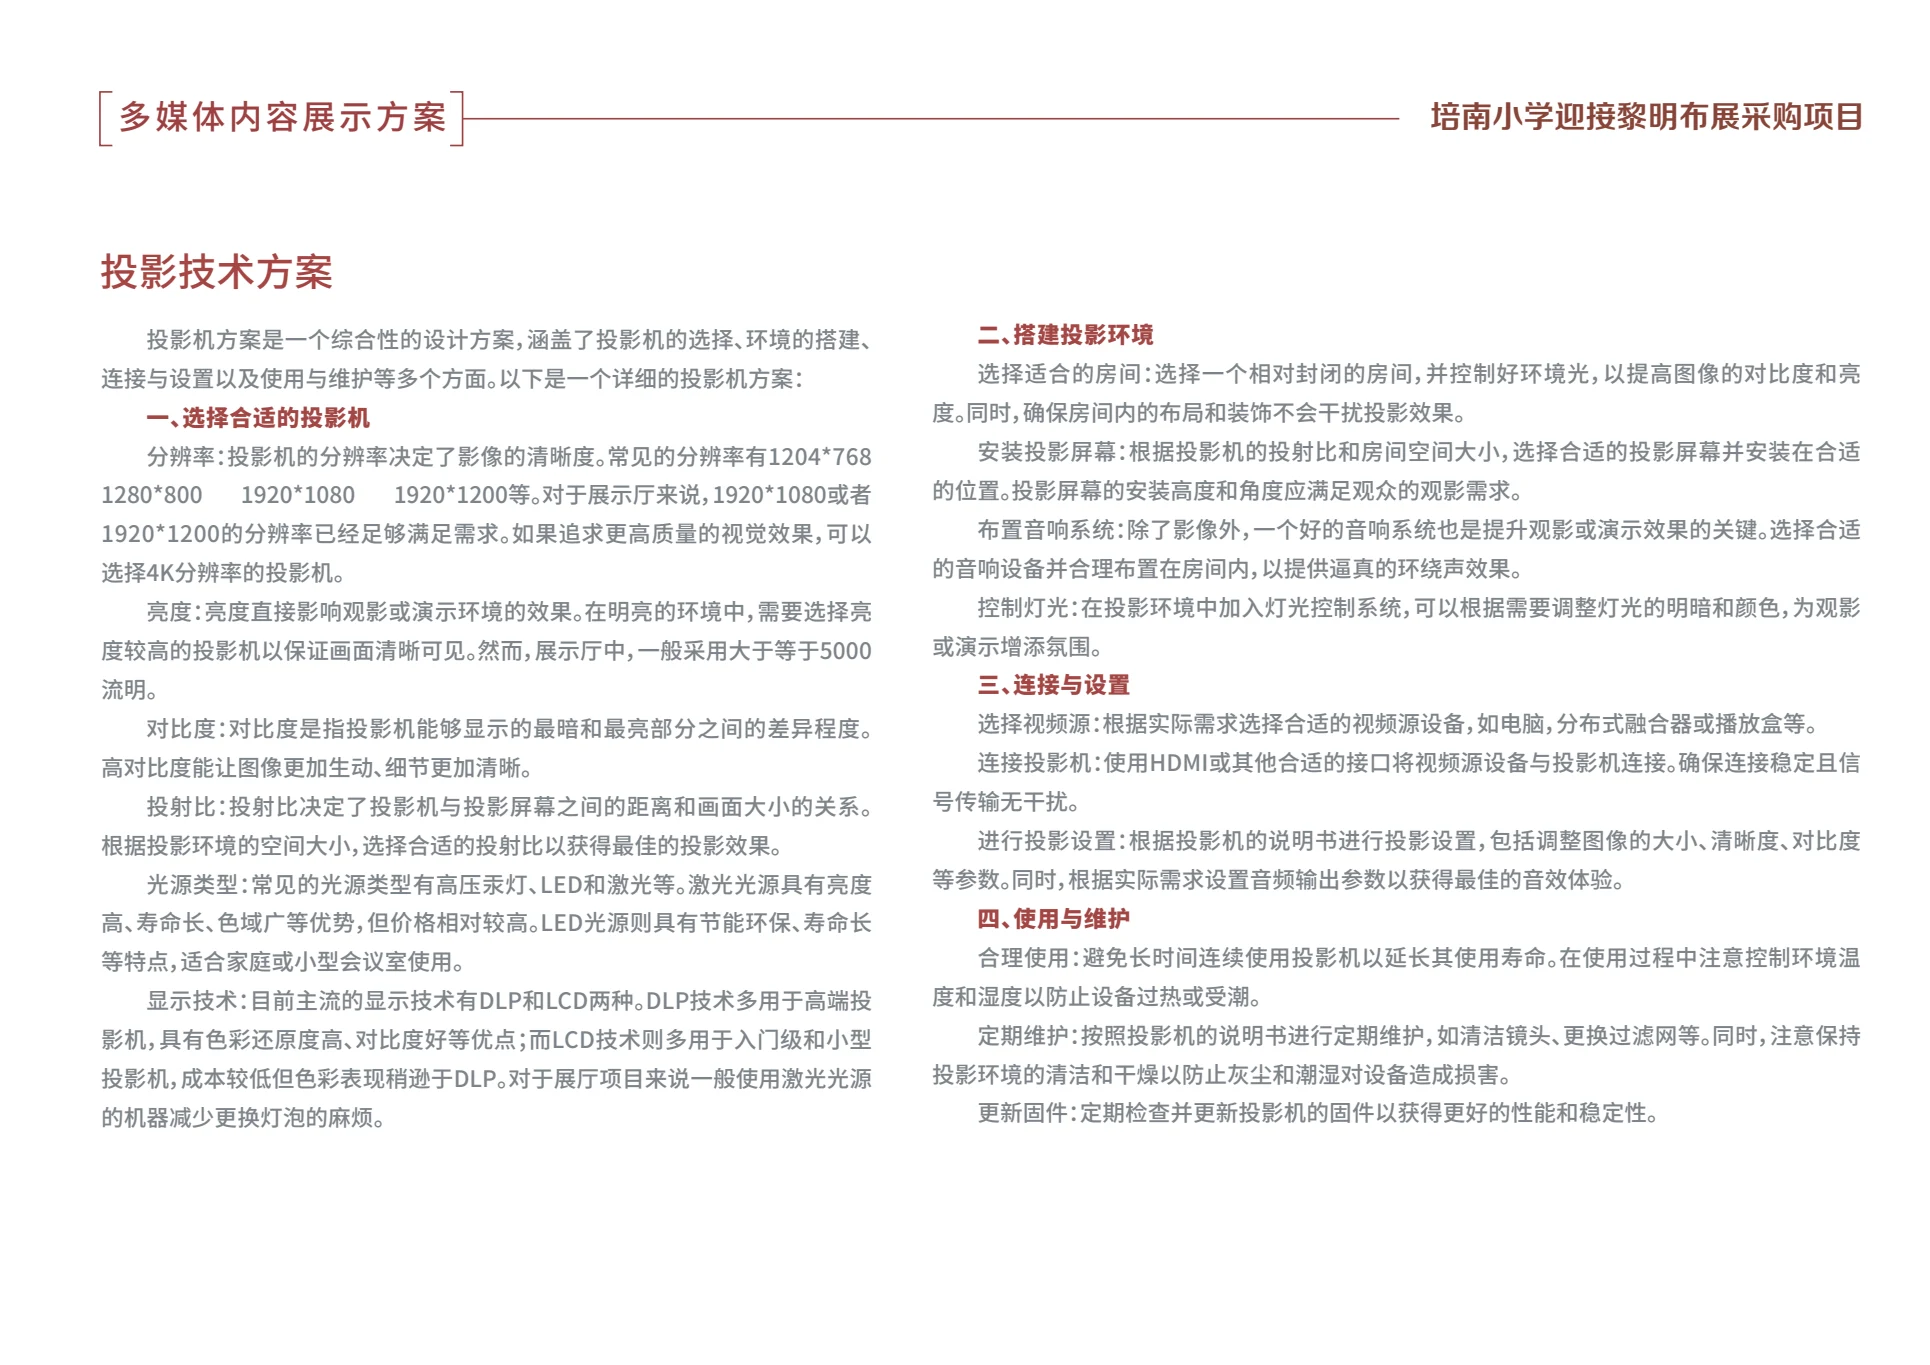 多媒体内容展示方案
培南小学迎接黎明布展采购项目
投影技术方案
投影机方案是一个综合性的设计方案，涵盖了投影机的选择、环境的搭建、
连接与设置以及使用与维护等多个方面。以下是一个详细的投影机方案：
一、选择合适的投影机
分辨率：投影机的分辨率决定了影像的清晰度。常见的分辨率有1204*768
1280*800 1920*1080 1920*1200等。对于展示厅来说，1920*1080或者
1920*1200的分辨率已经足够满足需求。如果追求更高质量的视觉效果，可以
选择4K分辨率的投影机。
亮度：亮度直接影响观影或演示环境的效果。在明亮的环境中，需要选择亮
度较高的投影机以保证画面清晰可见。然而，展示厅中，一般采用大于等于5000
流明。
对比度：对比度是指投影机能够显示的最暗和最亮部分之间的差异程度。
高对比度能让图像更加生动、细节更加清晰。
投射比：投射比决定了投影机与投影屏幕之间的距离和画面大小的关系。
根据投影环境的空间大小，选择合适的投射比以获得最佳的投影效果。
光源类型：常见的光源类型有高压汞灯、LED和激光等。激光光源具有亮度
高、寿命长、色域广等优势，但价格相对较高。LED光源则具有节能环保、寿命长
等特点，适合家庭或小型会议室使用。
显示技术：目前主流的显示技术有DLP和LCD两种。DLP技术多用于高端投
影机，具有色彩还原度高、对比度好等优点；而LCD技术则多用于入门级和小型
投影机，成本较低但色彩表现稍逊于DLP。对于展厅项目来说一般使用激光光源
的机器减少更换灯泡的麻烦。
二、搭建投影环境
选择适合的房间：选择一个相对封闭的房间，并控制好环境光，以提高图像的对比度和亮
度。同时，确保房间内的布局和装饰不会干扰投影效果。
安装投影屏幕：根据投影机的投射比和房间空间大小，选择合适的投影屏幕并安装在合适
的位置。投影屏幕的安装高度和角度应满足观众的观影需求。
布置音响系统：除了影像外，一个好的音响系统也是提升观影或演示效果的关键。选择合适
的音响设备并合理布置在房间内，以提供逼真的环绕声效果。
控制灯光：在投影环境中加入灯光控制系统，可以根据需要调整灯光的明暗和颜色，为观影
或演示增添氛围。
三、连接与设置
选择视频源：根据实际需求选择合适的视频源设备，如电脑，分布式融合器或播放盒等。
连接投影机：使用HDMI或其他合适的接口将视频源设备与投影机连接。确保连接稳定且信
号传输无干扰。
进行投影设置：根据投影机的说明书进行投影设置，包括调整图像的大小、清晰度、对比度
等参数。同时，根据实际需求设置音频输出参数以获得最佳的音效体验。
四、使用与维护
合理使用：避免长时间连续使用投影机以延长其使用寿命。在使用过程中注意控制环境温
度和湿度以防止设备过热或受潮。
定期维护：按照投影机的说明书进行定期维护，如清洁镜头、更换过滤网等。同时，注意保持
投影环境的清洁和干燥以防止灰尘和潮湿对设备造成损害。
更新固件：定期检查并更新投影机的固件以获得更好的性能和稳定性。